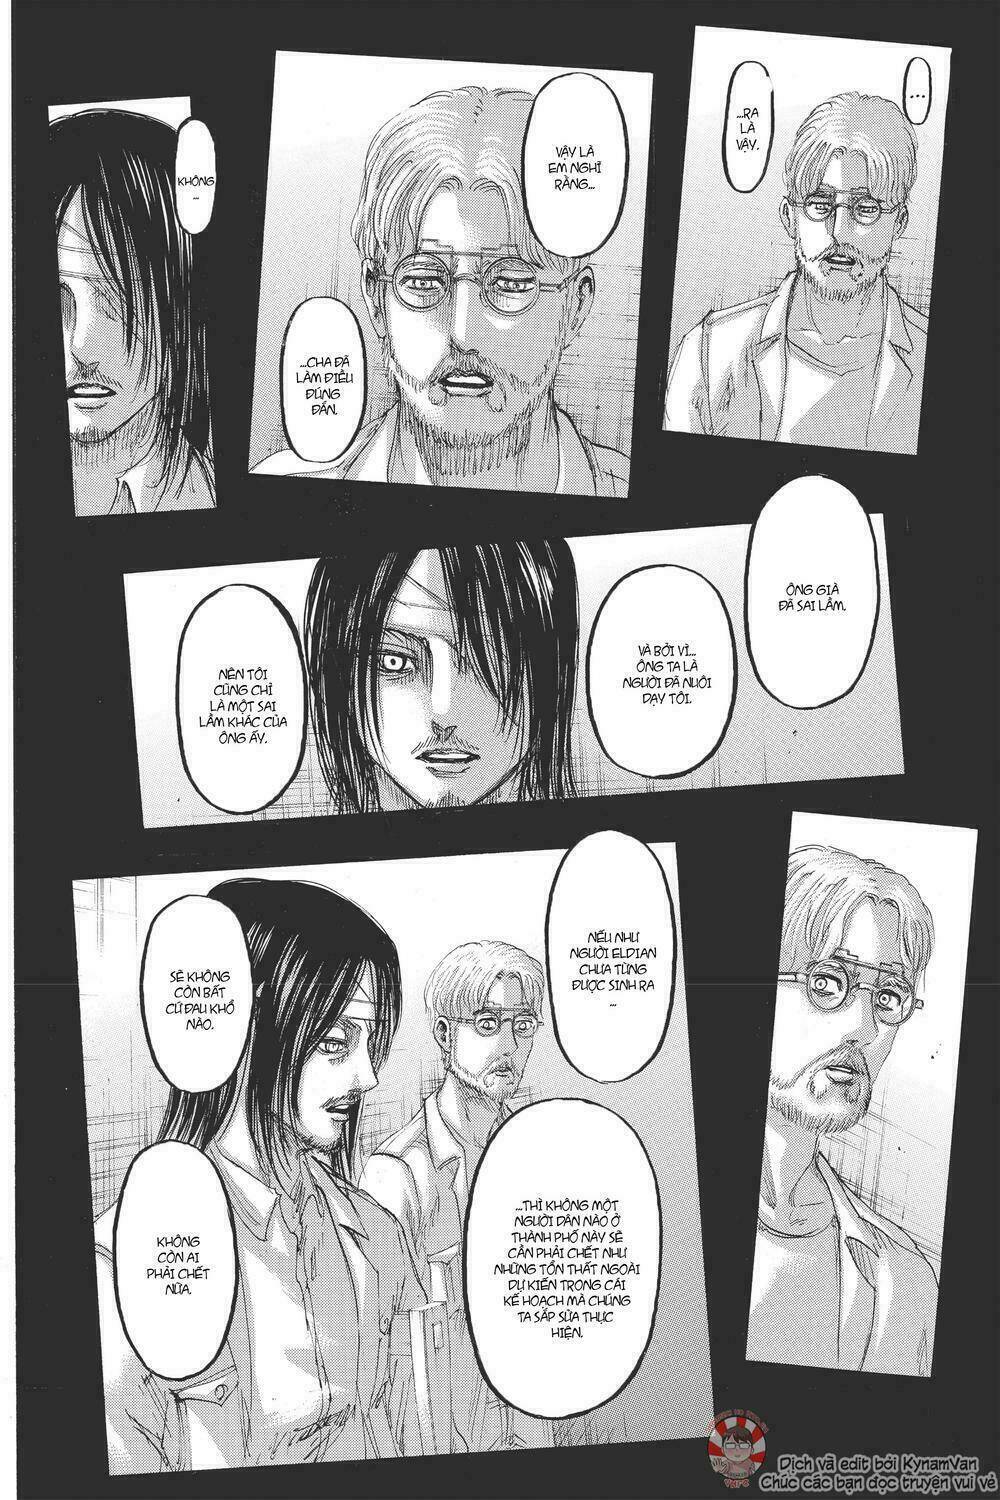 ...
...RA
LÀ
VẬY.
VẬY LÀ
EM NGHĨ
RẰNG...
...CHA ĐÃ
LÀM ĐIỀU
ĐÚNG
ĐẮN.
KHÔNG
...
ÔNG GIÀ
ĐÃ SAI LẦM.
VÀ BỞI VÌ...
ÔNG TA LÀ
NGƯỜI ĐÃ NUÔI
DẠY TÔI.
NÊN TÔI
CŨNG CHỈ
LÀ MỘT SAI
LẦM KHÁC CỦA
ÔNG ẤY.
NẾU NHƯ
NGƯỜI ELDIAN
CHƯA TỪNG
ĐƯỢC SINH RA
...
...THÌ KHÔNG MỘT
NGƯỜI DÂN NÀO Ở
THÀNH PHỐ NÀY SẼ
CẦN PHẢI CHẾT NHƯ
NHỮNG TỔN THẤT NGOÀI
DỰ KIẾN TRONG CÁI
KẾ HOẠCH MÀ CHÚNG
TA SẮP SỬA THỰC
HIỆN.
SẼ KHÔNG
CÒN BẤT
CỨ ĐAU KHỔ
NÀO.
KHÔNG
CÒN AI
PHẢI CHẾT
NỮA.
Dịch vã edit bởi KynamVan
Chúc các bạn đọc truyện vui vẻ